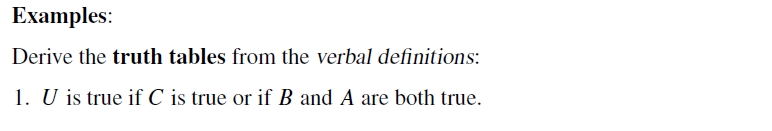 Examples:
Derive the truth tables from the verbal definitions:
1. U is true if C is true or if B and A are both true.